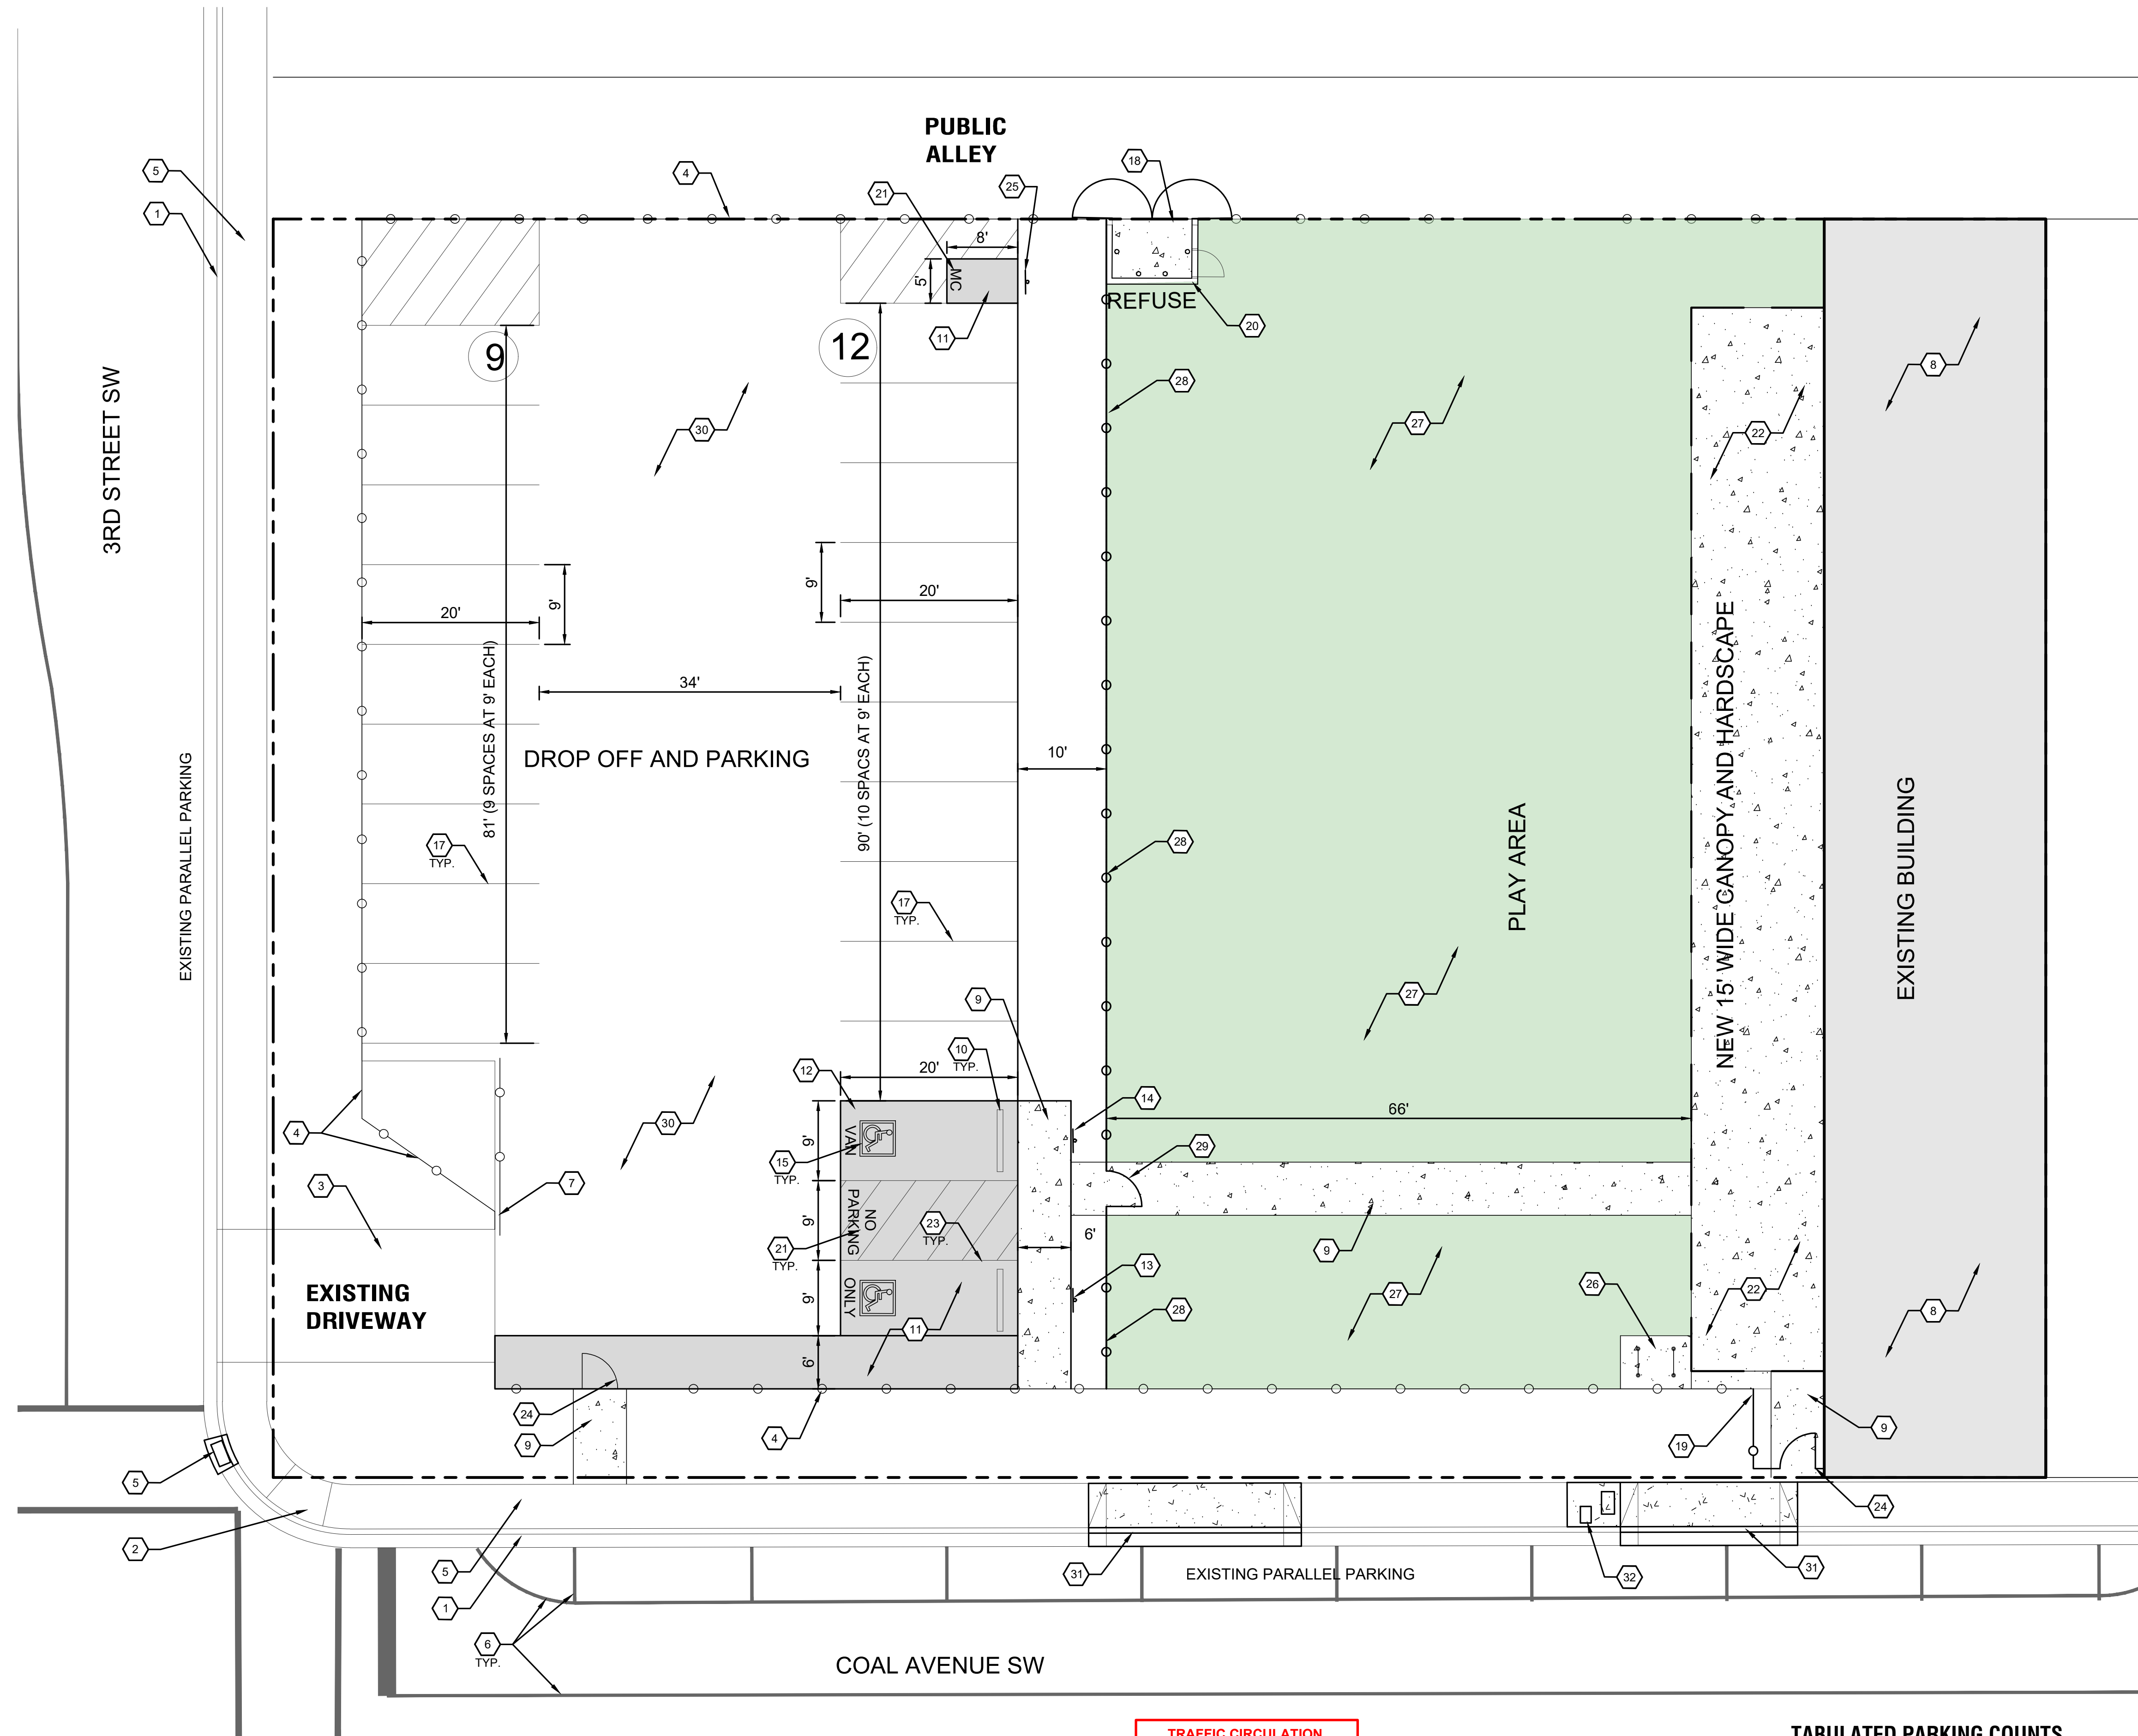 PUBLIC
ALLEY
5
1
4
21
25
18
8'
5'
MC
11
REFUSE
20
9
12
28
30
27
22
8
3RD STREET SW
9'
20'
9'
20'
34'
10'
81' (9 SPACES AT 9' EACH)
90' (10 SPACS AT 9' EACH)
DROP OFF AND PARKING
EXISTING PARALLEL PARKING
PLAY AREA
NEW 15' WIDE CANOPY AND HARDSCAPE
EXISTING BUILDING
17
TYP.
28
17
TYP.
9
27
10
TYP.
12
20'
14
66'
30
4
9'
VAN
15
TYP.
29
3
7
9'
NO
PARKING
21
TYP.
23
TYP.
6'
9
13
27
26
22
EXISTING
DRIVEWAY
9'
ONLY
11
28
8
6'
24
9
4
19
9
5
24
2
5
1
31
EXISTING PARALLEL PARKING
32
31
6
TYP.
COAL AVENUE SW
TRAFFIC CIRCULATION
TABULATED PARKING COUNTS